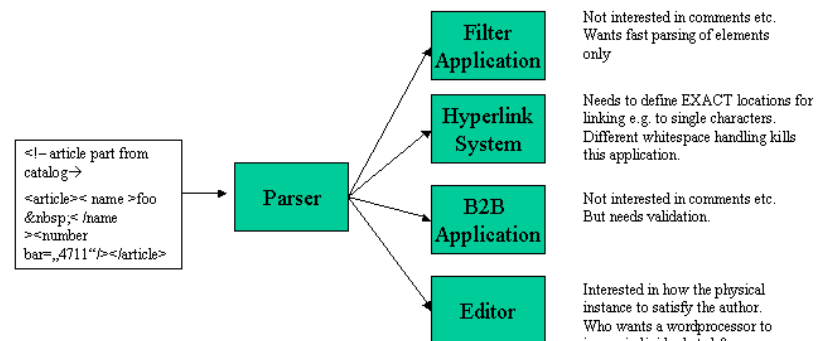 <!– article part from
catalog→
<article>< name >foo
&nbsp;< /name
><number
bar=„4711“/></article>
Parser
Filter
Application
Not interested in comments etc.
Wants fast parsing of elements
only
Hyperlink
System
Needs to define EXACT locations for
linking e.g. to single characters.
Different whitespace handling kills
this application.
B2B
Application
Not interested in comments etc.
But needs validation.
Editor
Interested in how the physical
instance to satisfy the author.
Who wants a wordprocessor to